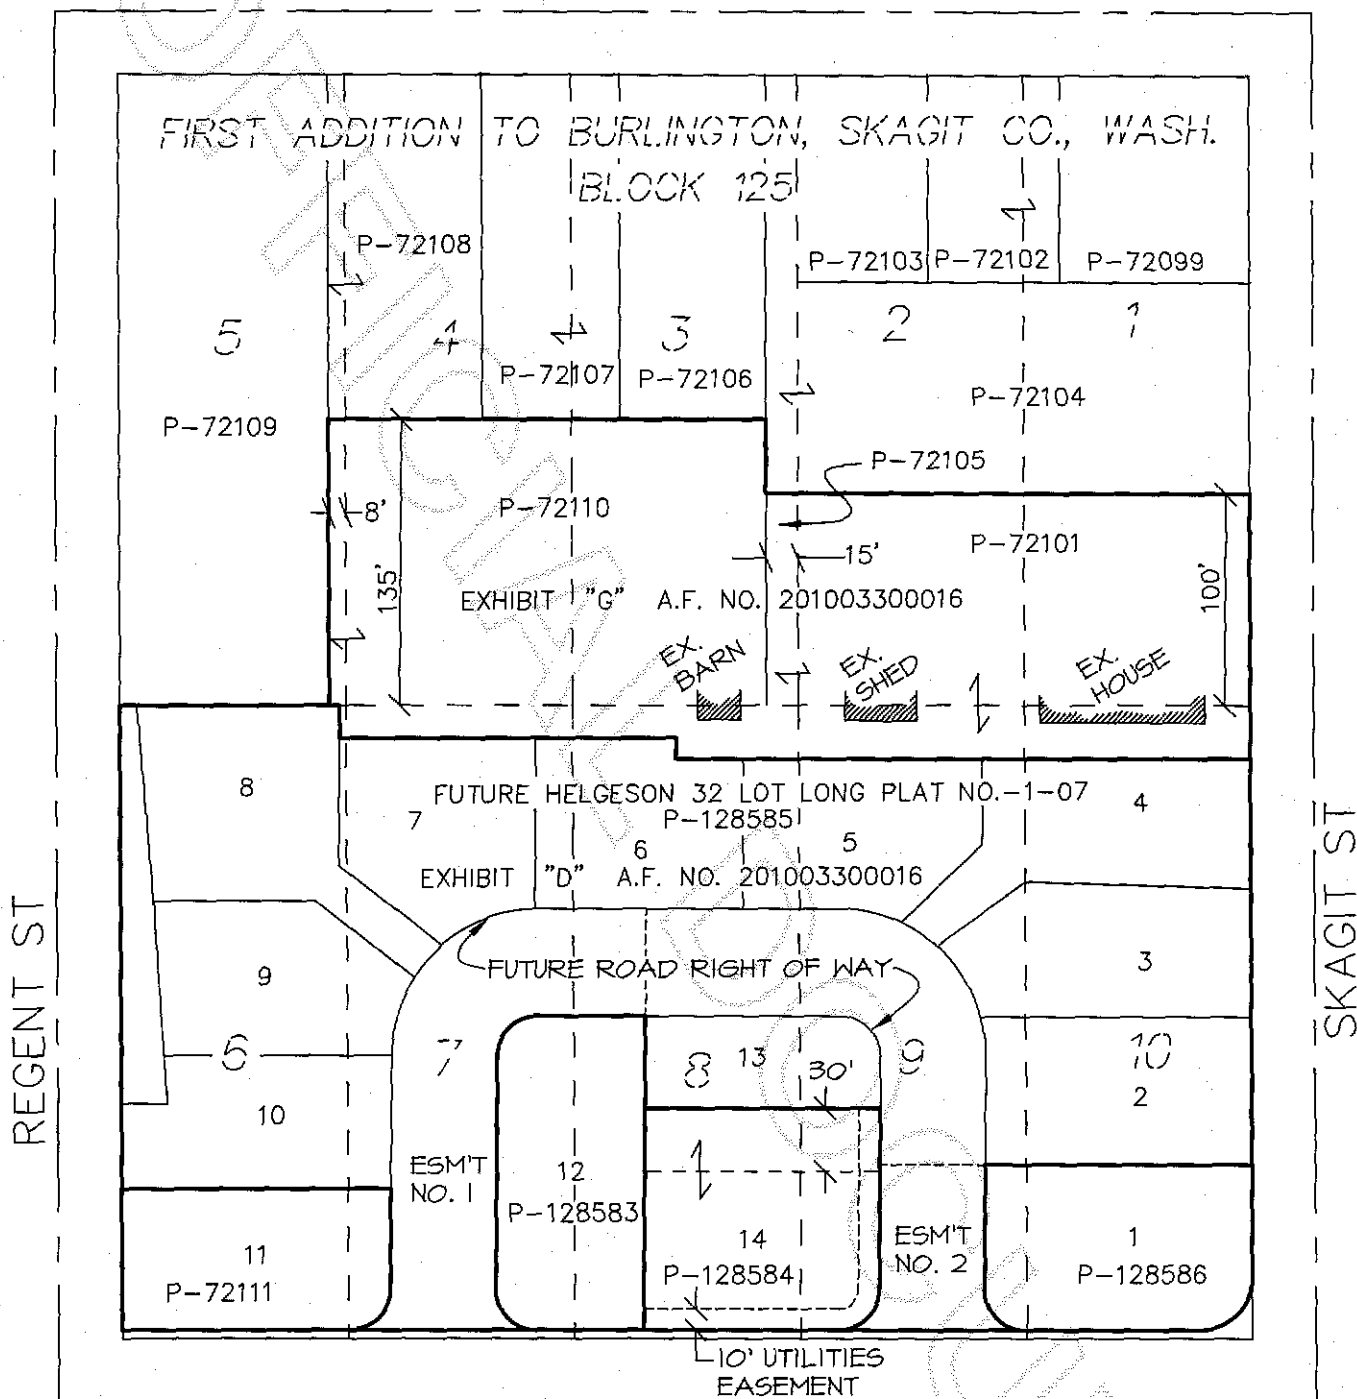 FIRST ADDITION TO BURLINGTON, SKAGIT CO., WASH.
BLOCK 125
P-72108
P-72103
P-72102
P-72099
5
4
3
2
1
P-72107
P-72106
P-72104
P-72109
P-72105
8'
P-72110
P-72101
15'
135'
100'
EXHIBIT "G" A.F. NO. 201003300016
EX. BARN
EX. SHED
EX. HOUSE
8
FUTURE HELGESON 32 LOT LONG PLAT NO.-1-07
4
7
P-128585
6
5
EXHIBIT "D" A.F. NO. 201003300016
REGENT ST
SKAGIT ST
9
FUTURE ROAD RIGHT OF WAY
3
6
7
8
13
9
10
30'
10
2
ESM'T
NO. 1
12
P-128583
11
P-72111
14
P-128584
ESM'T
NO. 2
1
P-128586
10' UTILITIES
EASEMENT
UNOFFICIAL DOCUMENT